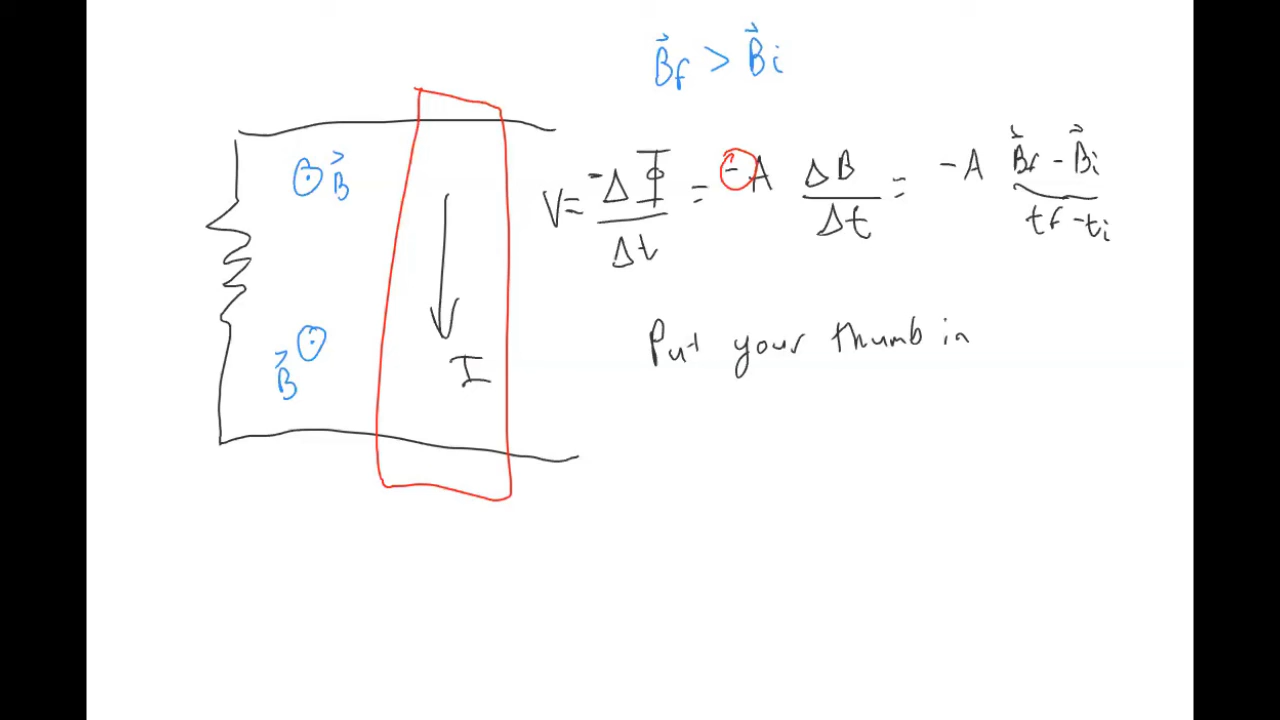 B⃗f > B⃗i
⊙ B⃗
V = -ΔΦ/Δt = -A ΔB/Δt = -A (B⃗f - B⃗i)/(tf - ti)
Put your thumb in
⊙ B⃗
I